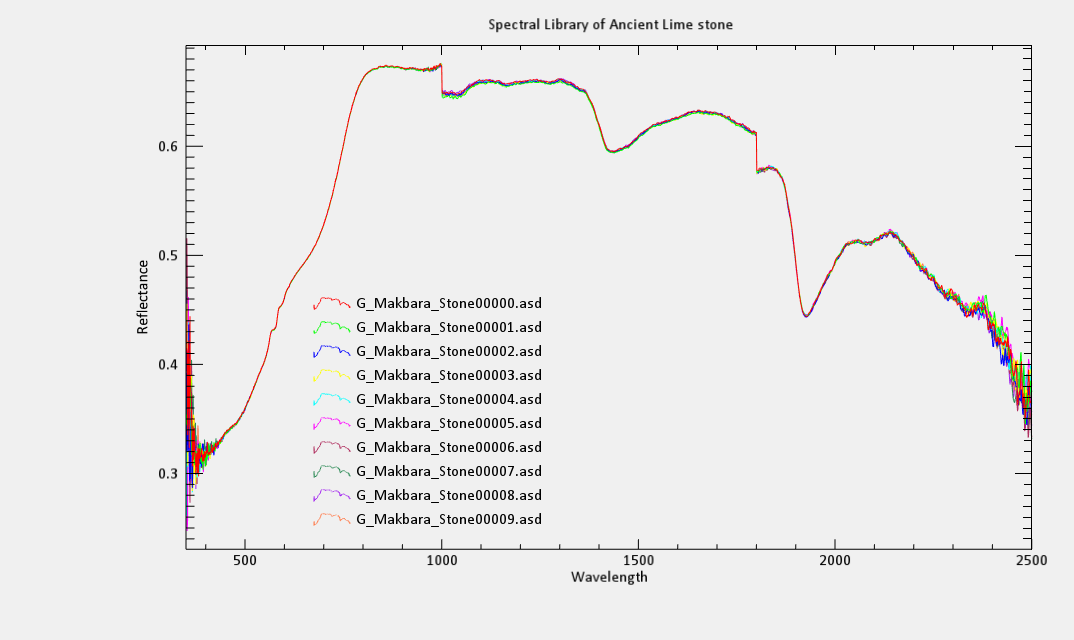 Spectral Library of Ancient Lime stone
Reflectance
0.6
0.5
0.4
0.3
G_Makbara_Stone00000.asd
G_Makbara_Stone00001.asd
G_Makbara_Stone00002.asd
G_Makbara_Stone00003.asd
G_Makbara_Stone00004.asd
G_Makbara_Stone00005.asd
G_Makbara_Stone00006.asd
G_Makbara_Stone00007.asd
G_Makbara_Stone00008.asd
G_Makbara_Stone00009.asd
500 1000 1500 2000 2500
Wavelength